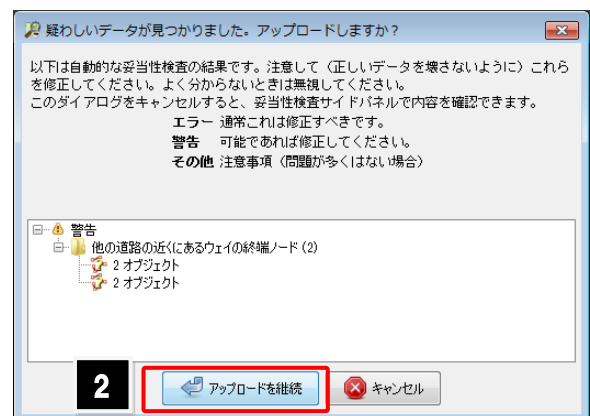 疑わしいデータが見つかりました。アップロードしますか？
以下は自動的な妥当性検査の結果です。注意して（正しいデータを壊さないように）これら
を修正してください。よく分からないときは無視してください。
このダイアログをキャンセルすると、妥当性検査サイドパネルで内容を確認できます。
エラー 通常これは修正すべきです。
警告 可能であれば修正してください。
その他 注意事項（問題が多くはない場合）
警告
他の道路の近くにあるウェイの終端ノード (2)
2 オブジェクト
2 オブジェクト
2 アップロードを継続 キャンセル